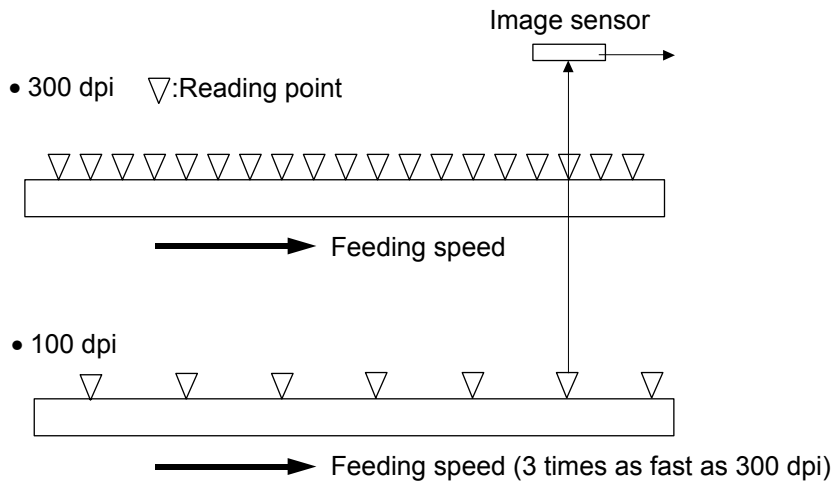 Image sensor
• 300 dpi ▽:Reading point
Feeding speed
• 100 dpi
Feeding speed (3 times as fast as 300 dpi)